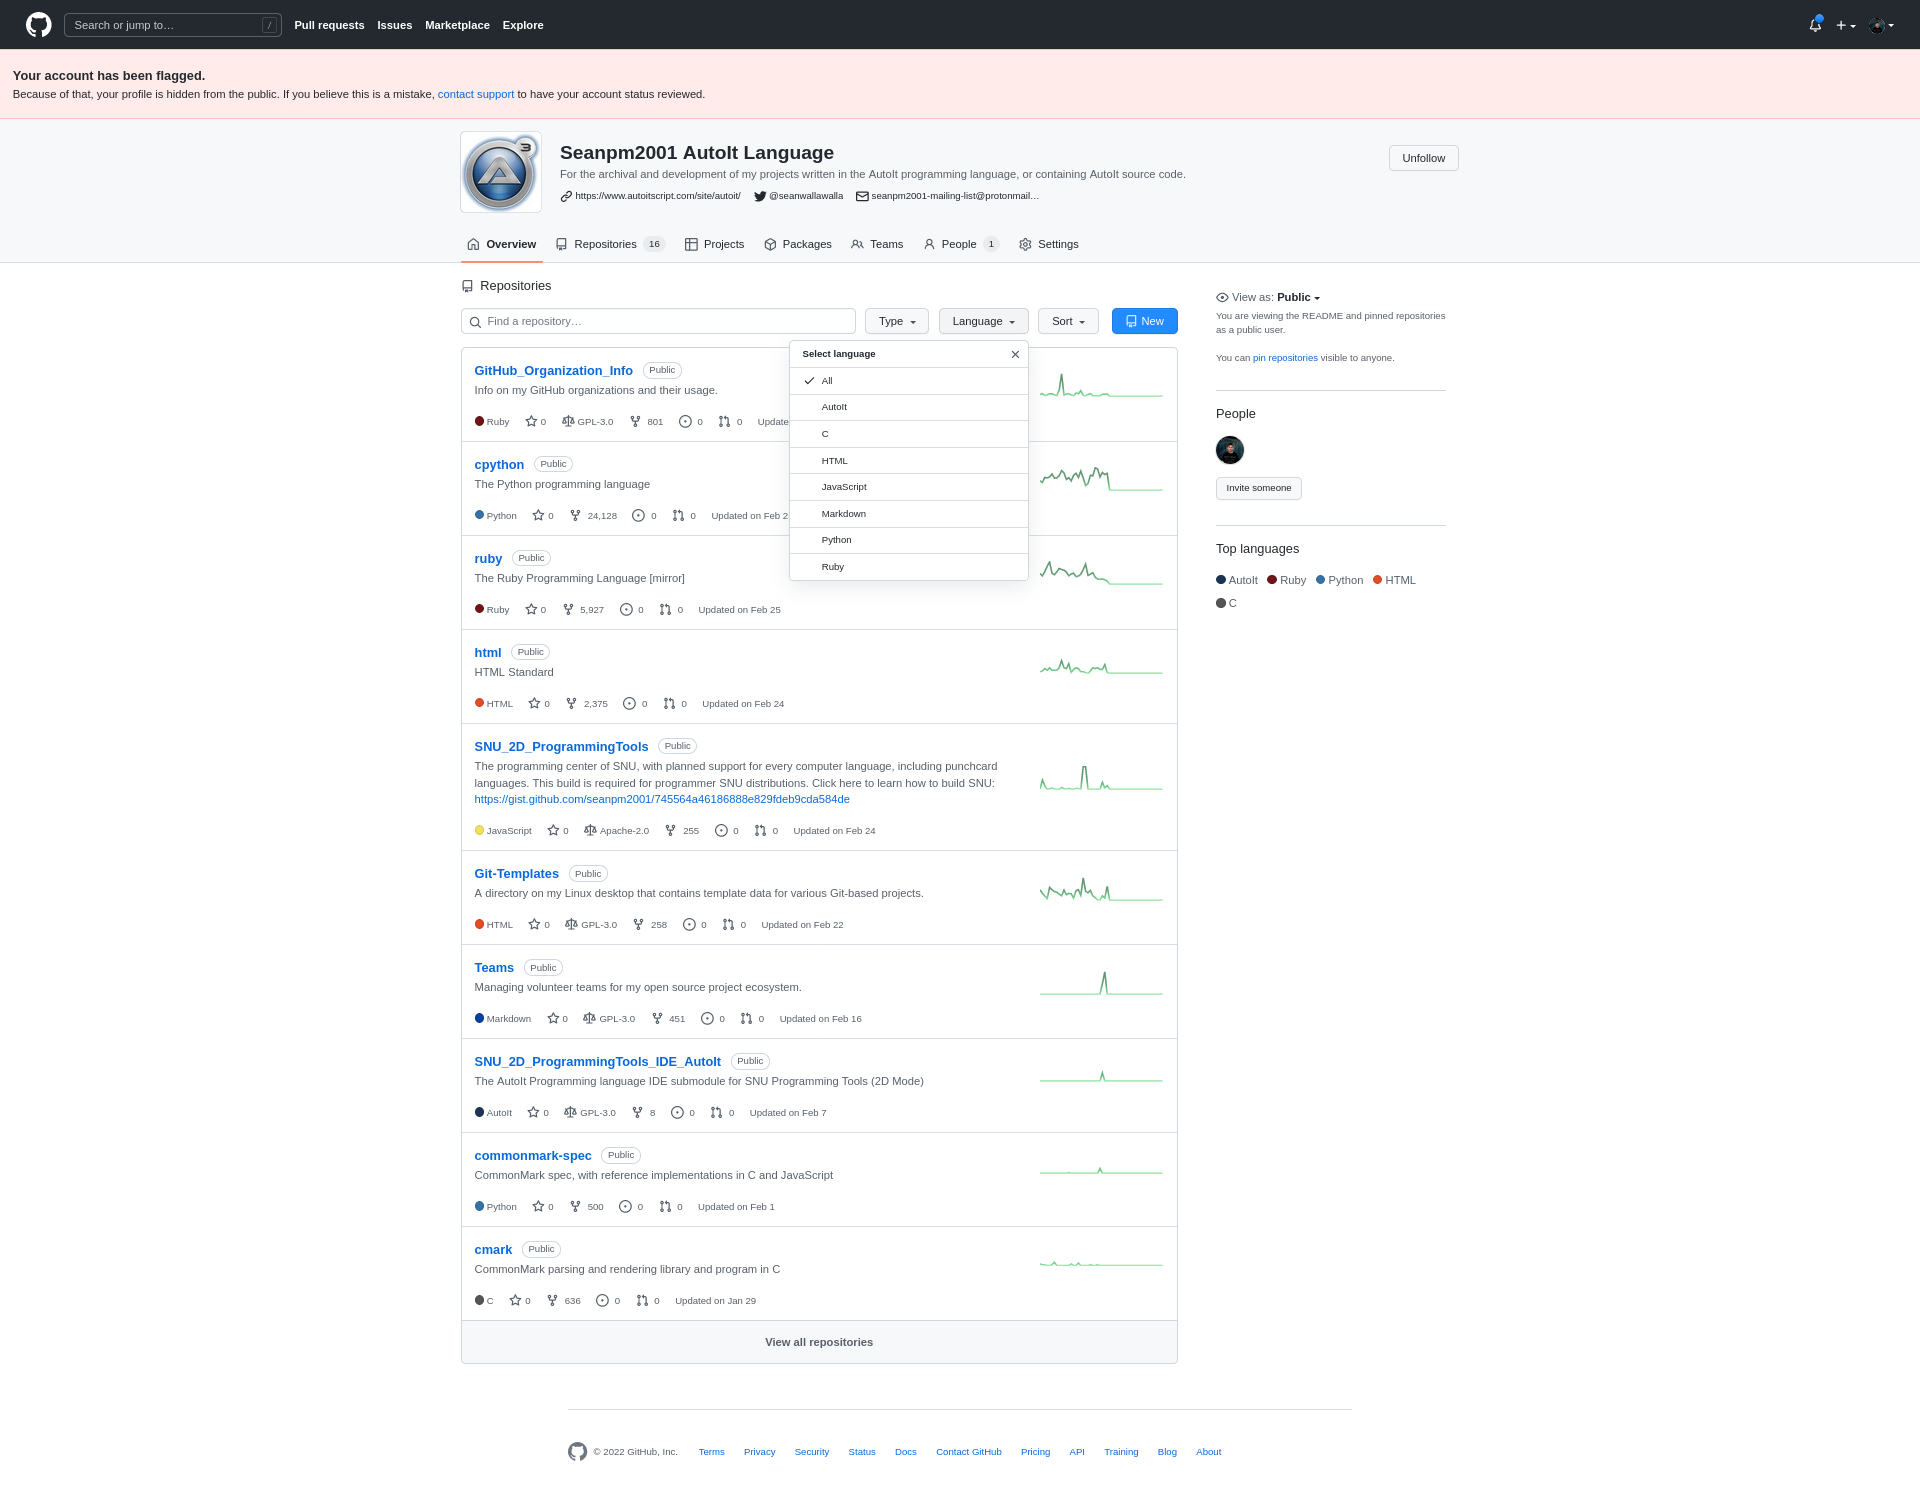 Search or jump to…
/
Pull requests Issues Marketplace Explore
Your account has been flagged.
Because of that, your profile is hidden from the public. If you believe this is a mistake, contact support to have your account status reviewed.
Seanpm2001 AutoIt Language
Unfollow
For the archival and development of my projects written in the AutoIt programming language, or containing AutoIt source code.
https://www.autoitscript.com/site/autoit/ @seanwallawalla seanpm2001-mailing-list@protonmail…
Overview Repositories 16 Projects Packages Teams People 1 Settings
Repositories
Find a repository…
Type Language Sort New
Select language
All
AutoIt
C
HTML
JavaScript
Markdown
Python
Ruby
GitHub_Organization_Info Public
Info on my GitHub organizations and their usage.
Ruby 0 GPL-3.0 801 0 0 Update
cpython Public
The Python programming language
Python 0 24,128 0 0 Updated on Feb 2
ruby Public
The Ruby Programming Language [mirror]
Ruby 0 5,927 0 0 Updated on Feb 25
html Public
HTML Standard
HTML 0 2,375 0 0 Updated on Feb 24
SNU_2D_ProgrammingTools Public
The programming center of SNU, with planned support for every computer language, including punchcard
languages. This build is required for programmer SNU distributions. Click here to learn how to build SNU:
https://gist.github.com/seanpm2001/745564a46186888e829fdeb9cda584de
JavaScript 0 Apache-2.0 255 0 0 Updated on Feb 24
Git-Templates Public
A directory on my Linux desktop that contains template data for various Git-based projects.
HTML 0 GPL-3.0 258 0 0 Updated on Feb 22
Teams Public
Managing volunteer teams for my open source project ecosystem.
Markdown 0 GPL-3.0 451 0 0 Updated on Feb 16
SNU_2D_ProgrammingTools_IDE_AutoIt Public
The AutoIt Programming language IDE submodule for SNU Programming Tools (2D Mode)
AutoIt 0 GPL-3.0 8 0 0 Updated on Feb 7
commonmark-spec Public
CommonMark spec, with reference implementations in C and JavaScript
Python 0 500 0 0 Updated on Feb 1
cmark Public
CommonMark parsing and rendering library and program in C
C 0 636 0 0 Updated on Jan 29
View all repositories
View as: Public
You are viewing the README and pinned repositories
as a public user.
You can pin repositories visible to anyone.
People
Invite someone
Top languages
AutoIt Ruby Python HTML
C
© 2022 GitHub, Inc. Terms Privacy Security Status Docs Contact GitHub Pricing API Training Blog About